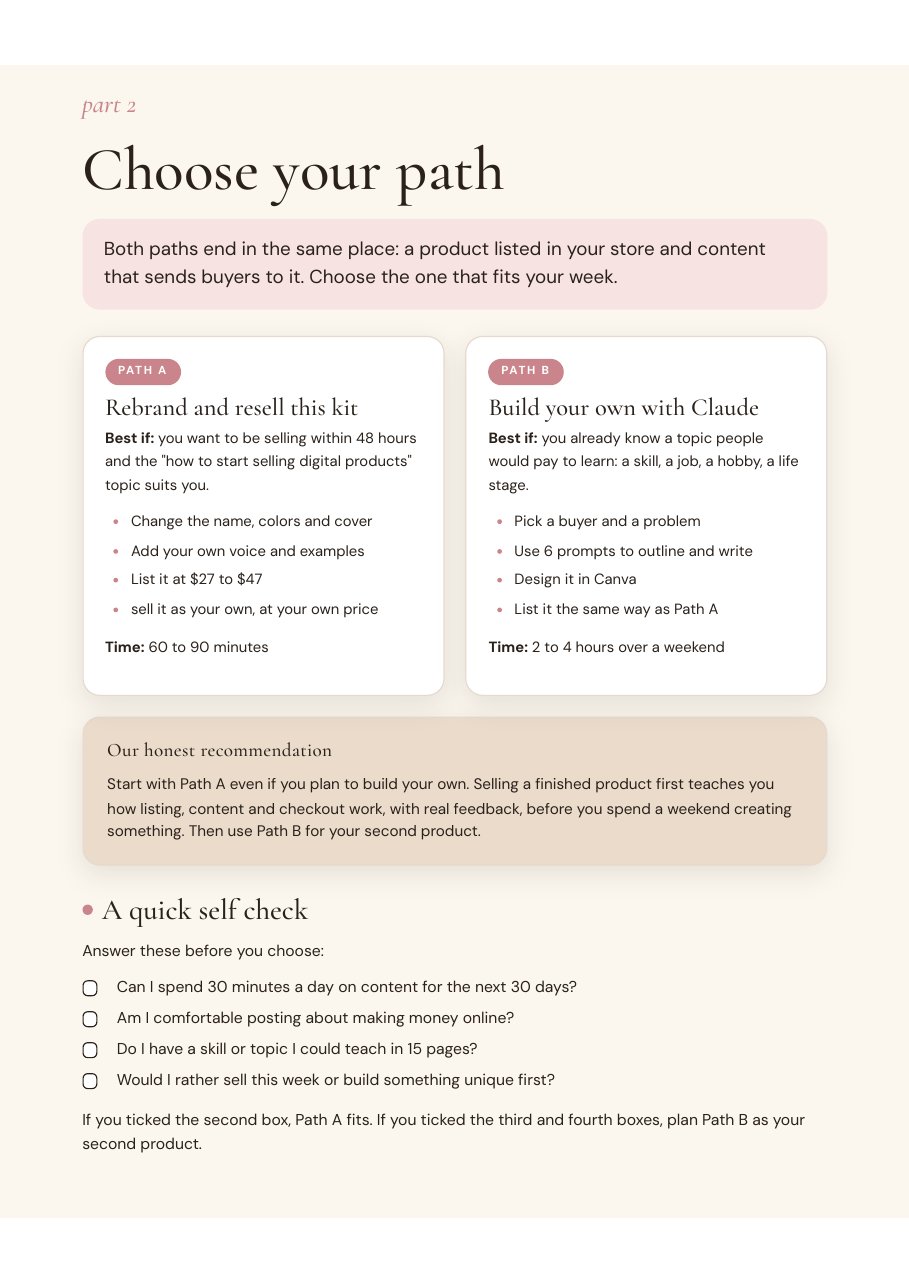 part 2
Choose your path
Both paths end in the same place: a product listed in your store and content
that sends buyers to it. Choose the one that fits your week.
PATH A
Rebrand and resell this kit
Best if: you want to be selling within 48 hours
and the "how to start selling digital products"
topic suits you.
• Change the name, colors and cover
• Add your own voice and examples
• List it at $27 to $47
• sell it as your own, at your own price
Time: 60 to 90 minutes
PATH B
Build your own with Claude
Best if: you already know a topic people
would pay to learn: a skill, a job, a hobby, a life
stage.
• Pick a buyer and a problem
• Use 6 prompts to outline and write
• Design it in Canva
• List it the same way as Path A
Time: 2 to 4 hours over a weekend
Our honest recommendation
Start with Path A even if you plan to build your own. Selling a finished product first teaches you
how listing, content and checkout work, with real feedback, before you spend a weekend creating
something. Then use Path B for your second product.
A quick self check
Answer these before you choose:
Can I spend 30 minutes a day on content for the next 30 days?
Am I comfortable posting about making money online?
Do I have a skill or topic I could teach in 15 pages?
Would I rather sell this week or build something unique first?
If you ticked the second box, Path A fits. If you ticked the third and fourth boxes, plan Path B as your
second product.